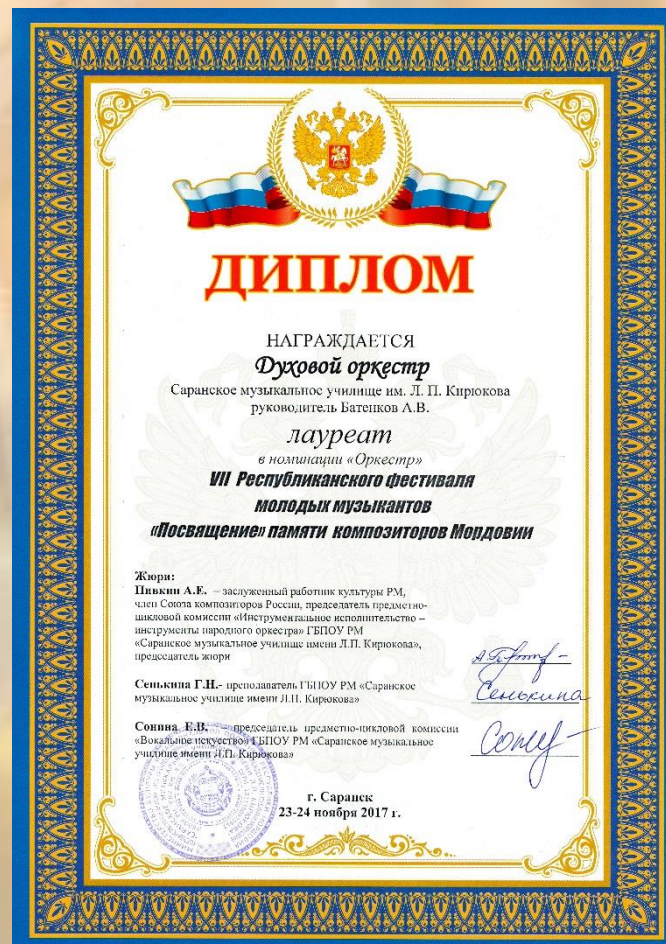 ДИПЛОМ
НАГРАЖДАЕТСЯ
Духовой оркестр
Саранское музыкальное училище им. Л. П. Кирюкова
руководитель Батенков А.В.
лауреат
в номинации «Оркестр»
VII Республиканского фестиваля
молодых музыкантов
«Посвящение» памяти композиторов Мордовии
Жюри:
Пивкин А.Е. – заслуженный работник культуры РМ,
член Союза композиторов России, председатель предметно-
цикловой комиссии «Инструментальное исполнительство –
инструменты народного оркестра» ГБПОУ РМ
«Саранское музыкальное училище имени Л.П. Кирюкова»,
председатель жюри
Сенькина Г.Н.- преподаватель ГБПОУ РМ «Саранское
музыкальное училище имени Л.П. Кирюкова»
Сенькина
Сонина Е.В. – председатель предметно-цикловой комиссии
«Вокальное искусство» ГБПОУ РМ «Саранское музыкальное
училище имени Л.П. Кирюкова»
г. Саранск
23-24 ноября 2017 г.